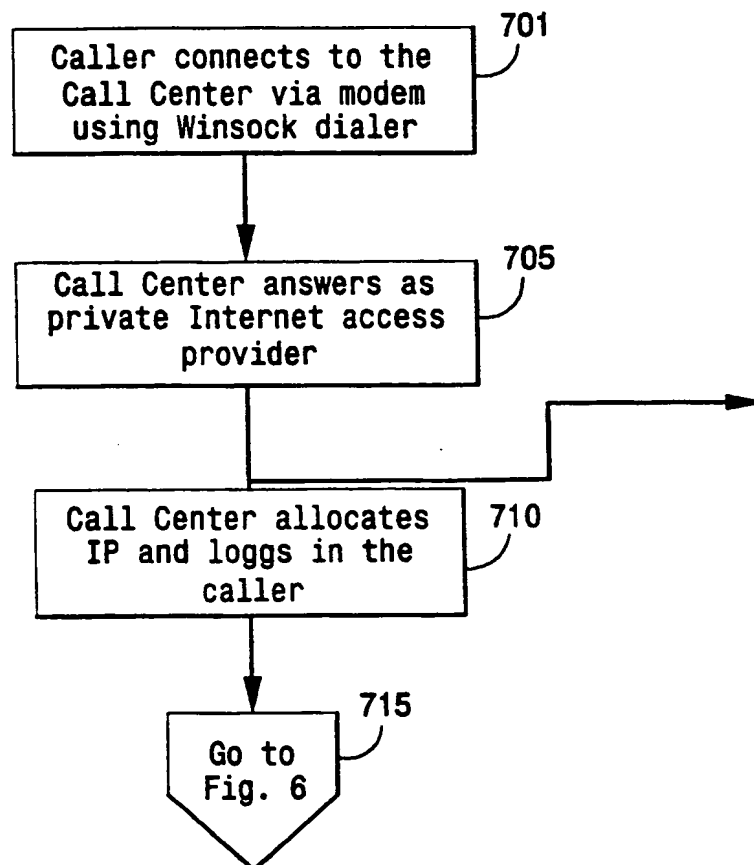 701
Caller connects to the
Call Center via modem
using Winsock dialer
705
Call Center answers as
private Internet access
provider
710
Call Center allocates
IP and loggs in the
caller
715
Go to
Fig. 6